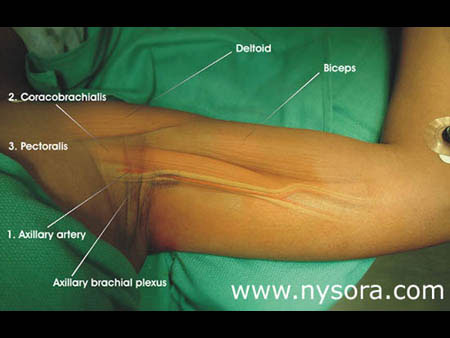 Deltoid
Biceps
2. Coracobrachialis
3. Pectoralis
1. Axillary artery
Axillary brachial plexus
www.nysora.com